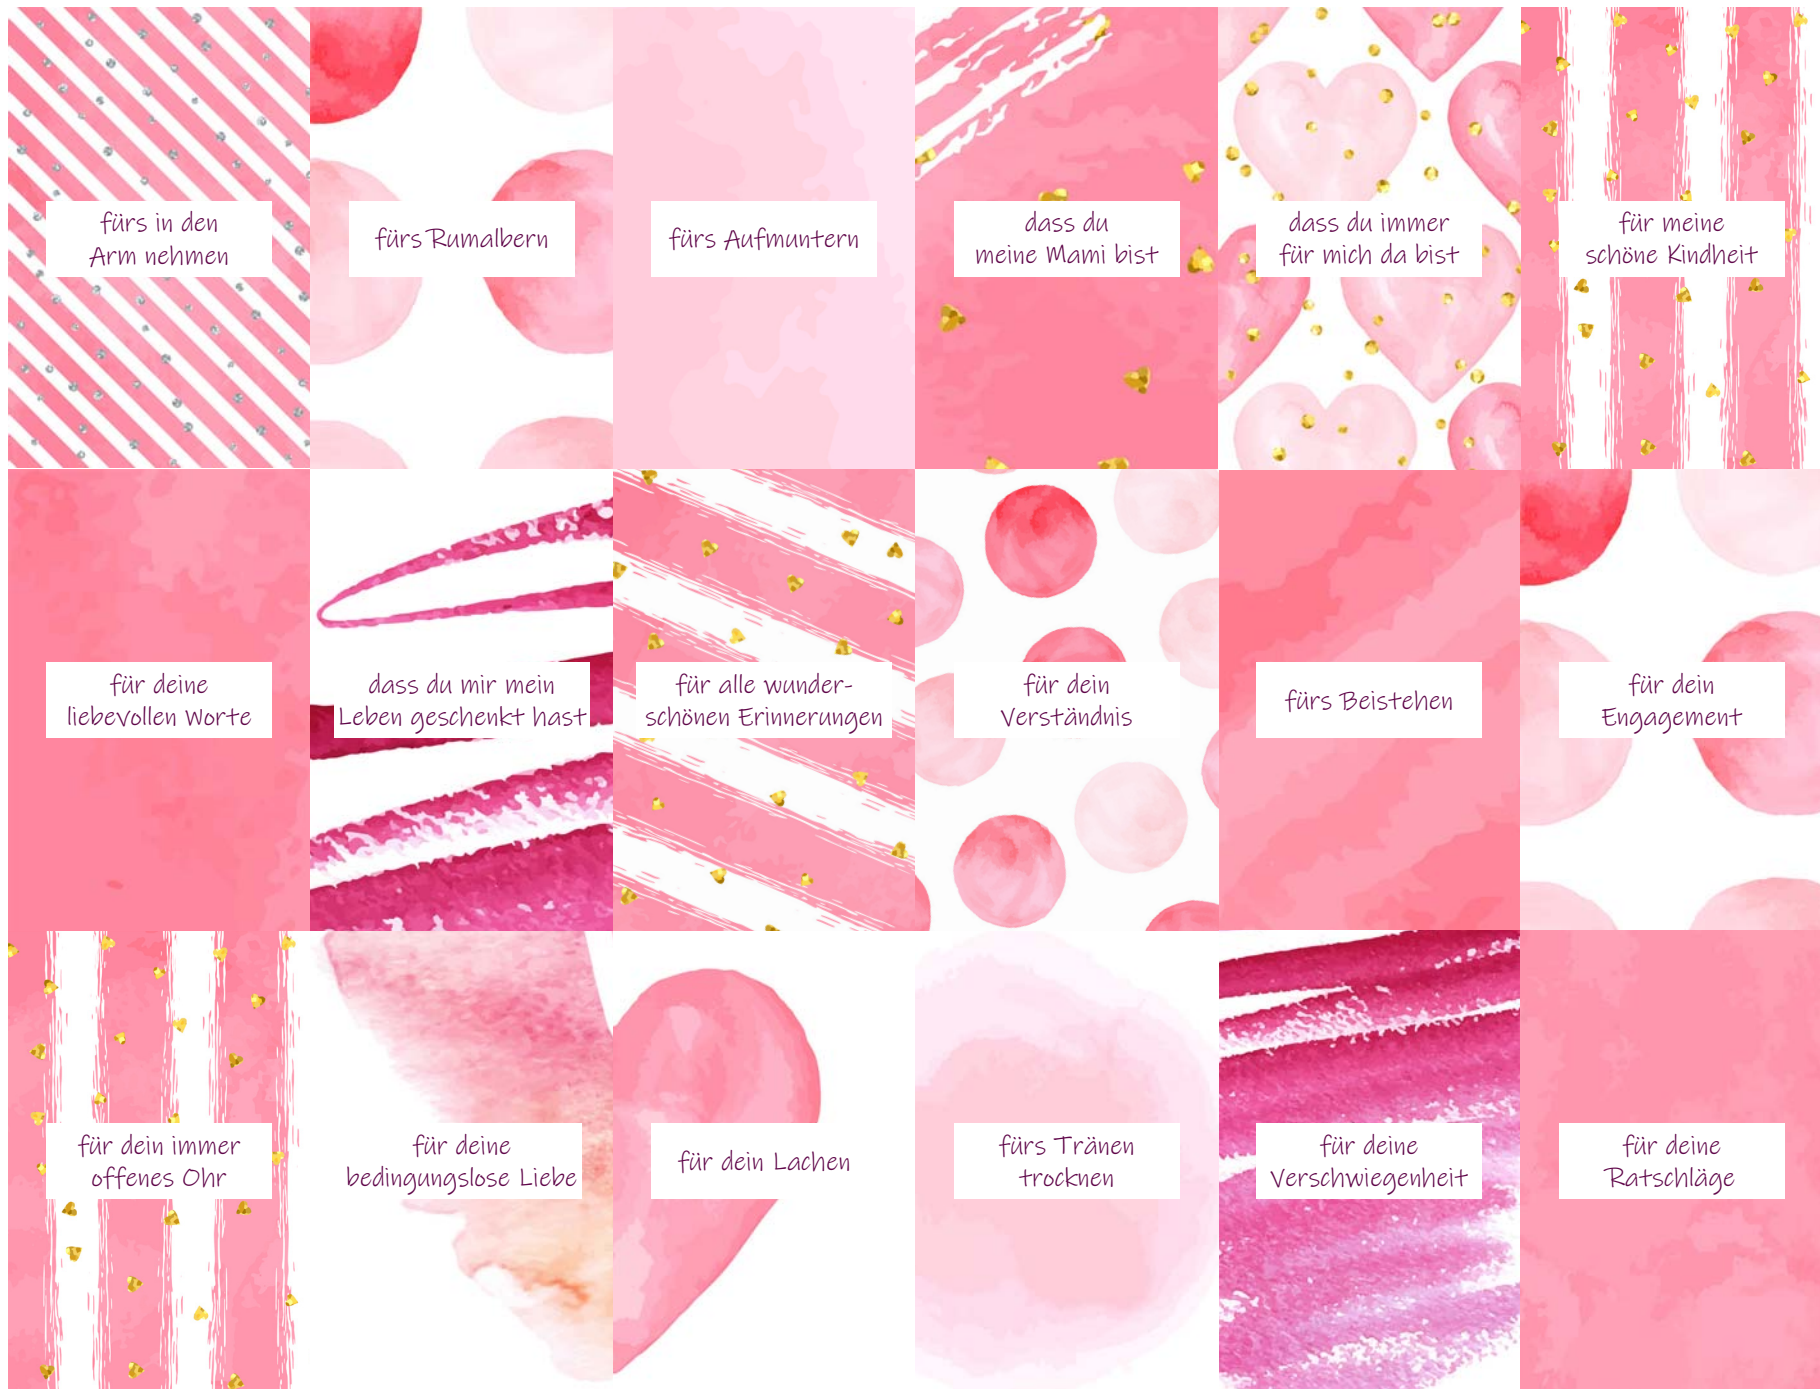 fürs in den
Arm nehmen
fürs Rumalbern
fürs Aufmuntern
dass du
meine Mami bist
dass du immer
für mich da bist
für meine
schöne Kindheit
für deine
liebevollen Worte
dass du mir mein
Leben geschenkt hast
für alle wunder-
schönen Erinnerungen
für dein
Verständnis
fürs Beistehen
für dein
Engagement
für dein immer
offenes Ohr
für deine
bedingungslose Liebe
für dein Lachen
fürs Tränen
trocknen
für deine
Verschwiegenheit
für deine
Ratschläge